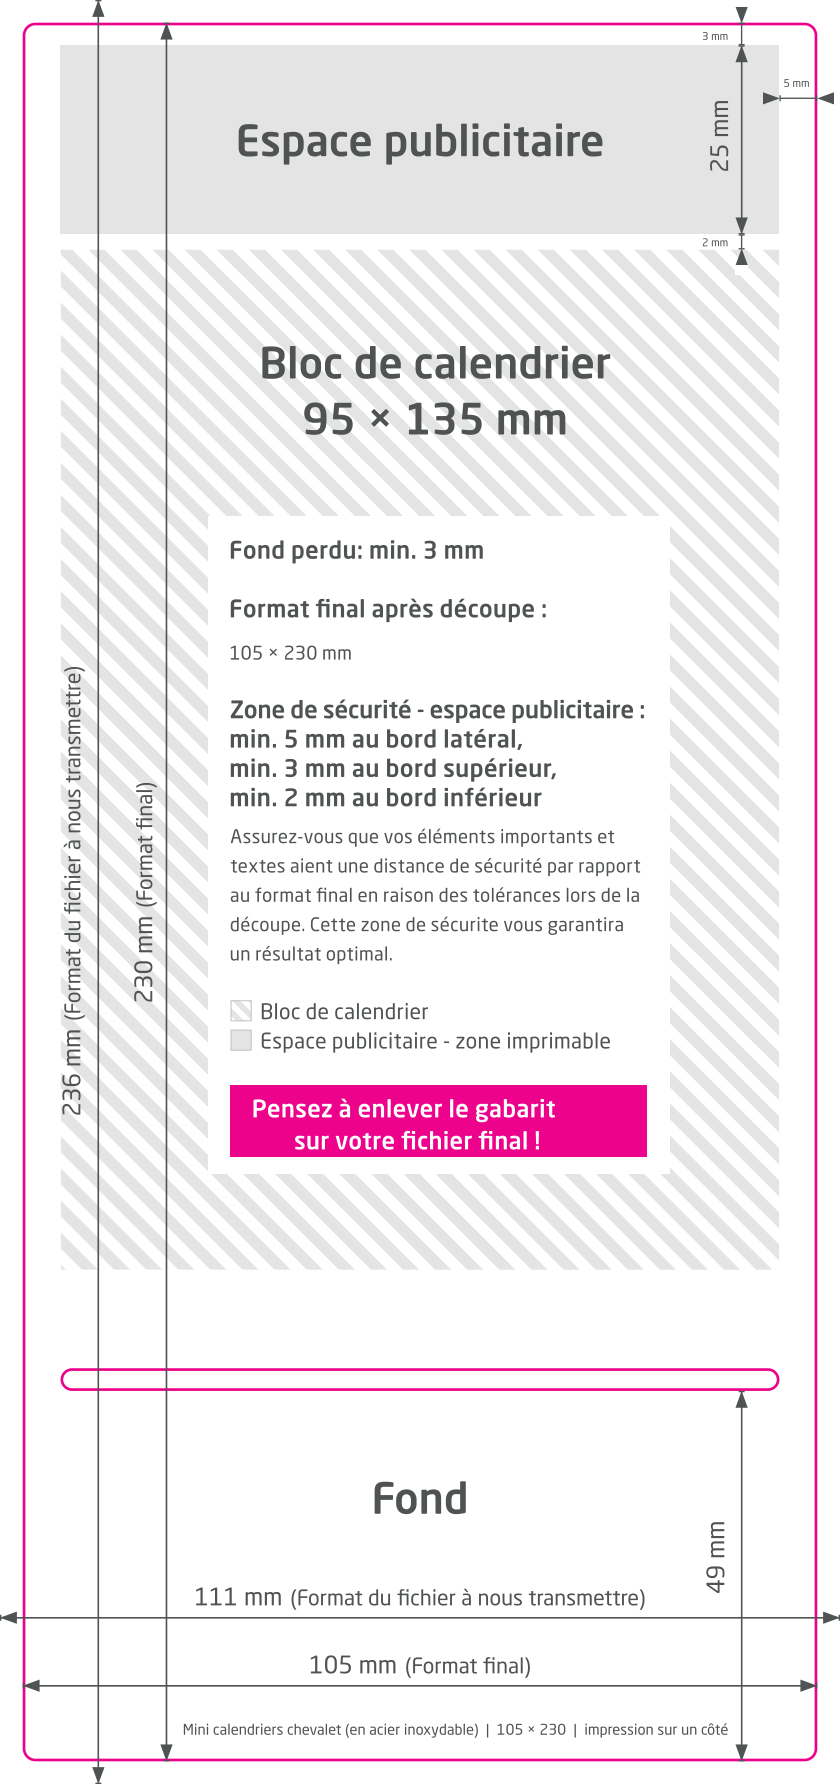 3 mm
5 mm
Espace publicitaire
25 mm
2 mm
Bloc de calendrier
95 × 135 mm
Fond perdu: min. 3 mm
Format final après découpe :
105 × 230 mm
Zone de sécurité - espace publicitaire :
min. 5 mm au bord latéral,
min. 3 mm au bord supérieur,
min. 2 mm au bord inférieur
Assurez-vous que vos éléments importants et
textes aient une distance de sécurité par rapport
au format final en raison des tolérances lors de la
découpe. Cette zone de sécurite vous garantira
un résultat optimal.
Bloc de calendrier
Espace publicitaire - zone imprimable
Pensez à enlever le gabarit
sur votre fichier final !
236 mm (Format du fichier à nous transmettre)
230 mm (Format final)
Fond
49 mm
111 mm (Format du fichier à nous transmettre)
105 mm (Format final)
Mini calendriers chevalet (en acier inoxydable) | 105 × 230 | impression sur un côté